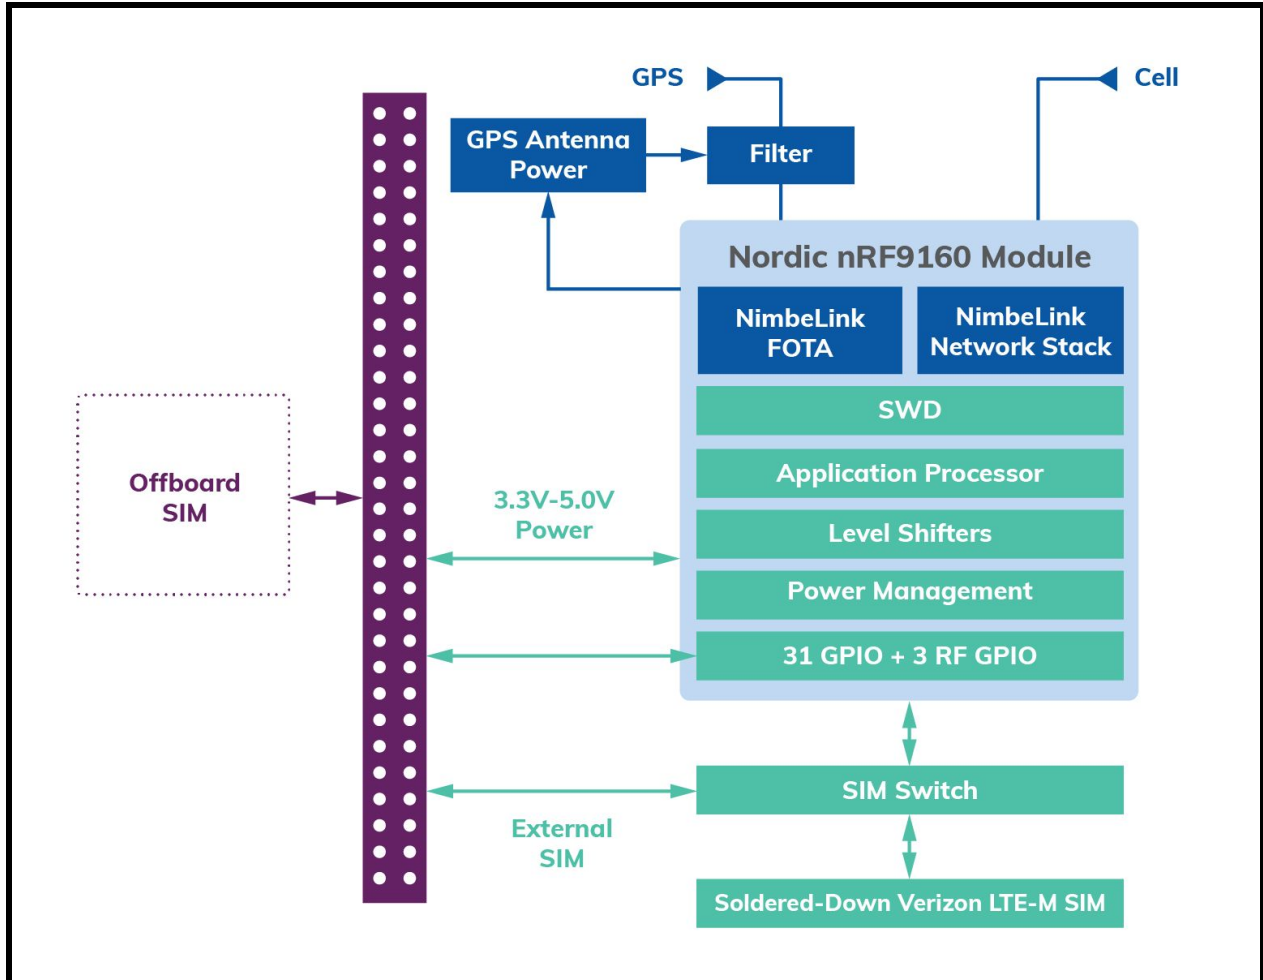 GPS
Cell
GPS Antenna
Power
Filter
Nordic nRF9160 Module
NimbeLink
FOTA
NimbeLink
Network Stack
SWD
Application Processor
Level Shifters
Power Management
31 GPIO + 3 RF GPIO
Offboard
SIM
3.3V-5.0V
Power
SIM Switch
External
SIM
Soldered-Down Verizon LTE-M SIM